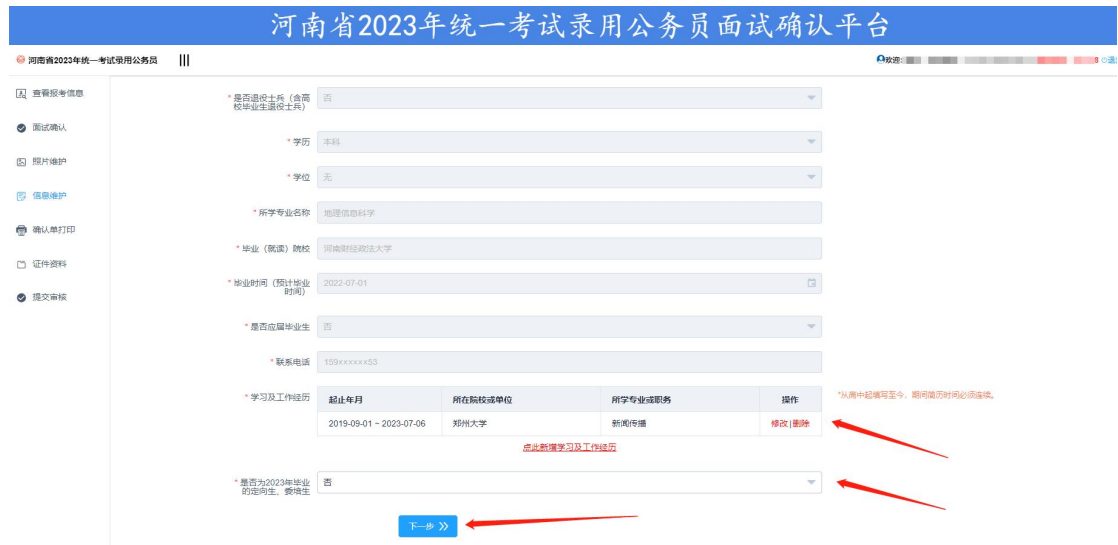 河南省2023年统一考试录用公务员面试确认平台
河南省2023年统一考试录用公务员
欢迎:
8
查看报考信息
面试确认
照片维护
信息维护
确认单打印
证件资料
提交审核
*是否退役士兵（含高校毕业生退役士兵） 否
*学历 本科
*学位 无
*所学专业名称 地理信息科学
*毕业（就读）院校 河南财经政法大学
*毕业时间（预计毕业时间） 2022-07-01
*是否应届毕业生 否
*联系电话 159xxxxxx53
*学习及工作经历 起止年月 所在院校或单位 所学专业或职务 操作 *从高中起填写至今，期间简历时间必须连续。
2019-09-01 ~ 2023-07-06 郑州大学 新闻传播 修改|删除
点此新增学习及工作经历
*是否为2023年毕业的定向生、委培生 否
下一步